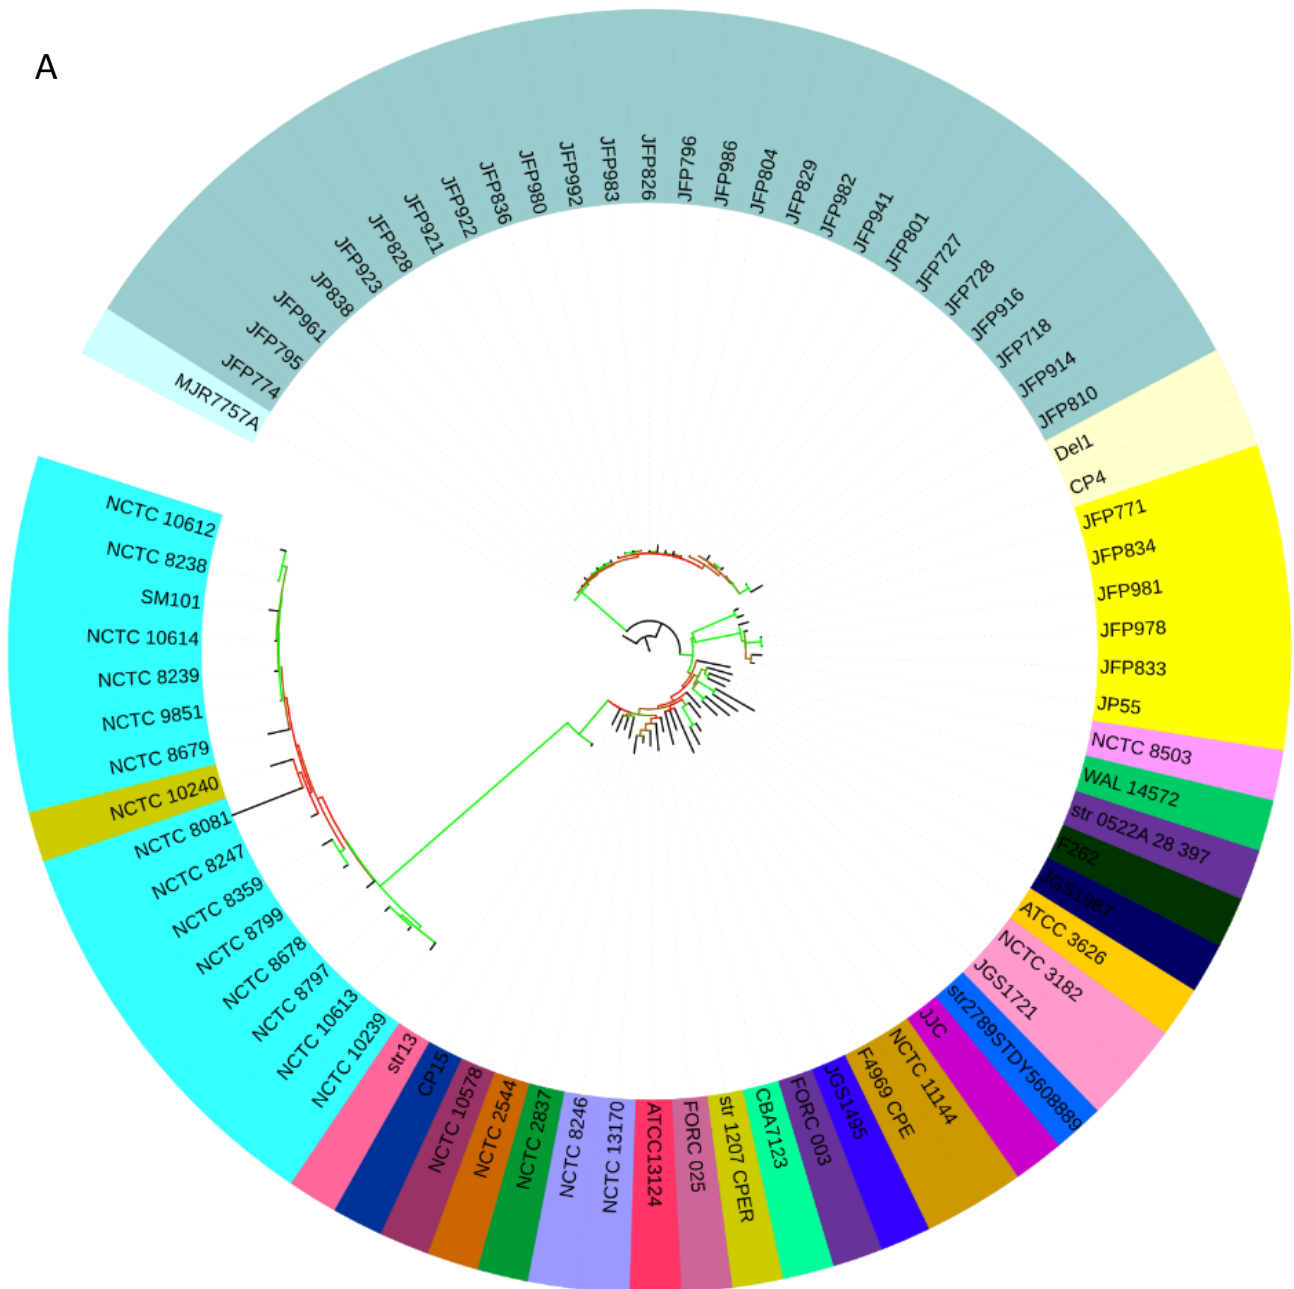 A
MJR7757A
JFP774
JFP795
JFP961
JP838
JFP923
JFP828
JFP921
JFP922
JFP836
JFP980
JFP992
JFP983
JFP826
JFP796
JFP986
JFP804
JFP829
JFP982
JFP941
JFP801
JFP727
JFP728
JFP916
JFP718
JFP914
JFP810
Del1
CP4
JFP771
JFP834
JFP981
JFP978
JFP833
JP55
NCTC 8503
WAL 14572
str 0522A 28 397
F262
JGS1987
ATCC 3626
NCTC 3182
JGS1721
str2789STDY5608889
JJC
NCTC 11144
F4969 CPE
JGS1495
FORC 003
CBA7123
str 1207 CPER
FORC 025
ATCC13124
NCTC 13170
NCTC 8246
NCTC 2837
NCTC 2544
NCTC 10578
CP15
str13
NCTC 10239
NCTC 10613
NCTC 8797
NCTC 8678
NCTC 8799
NCTC 8359
NCTC 8247
NCTC 8081
NCTC 10240
NCTC 8679
NCTC 9851
NCTC 8239
NCTC 10614
SM101
NCTC 8238
NCTC 10612